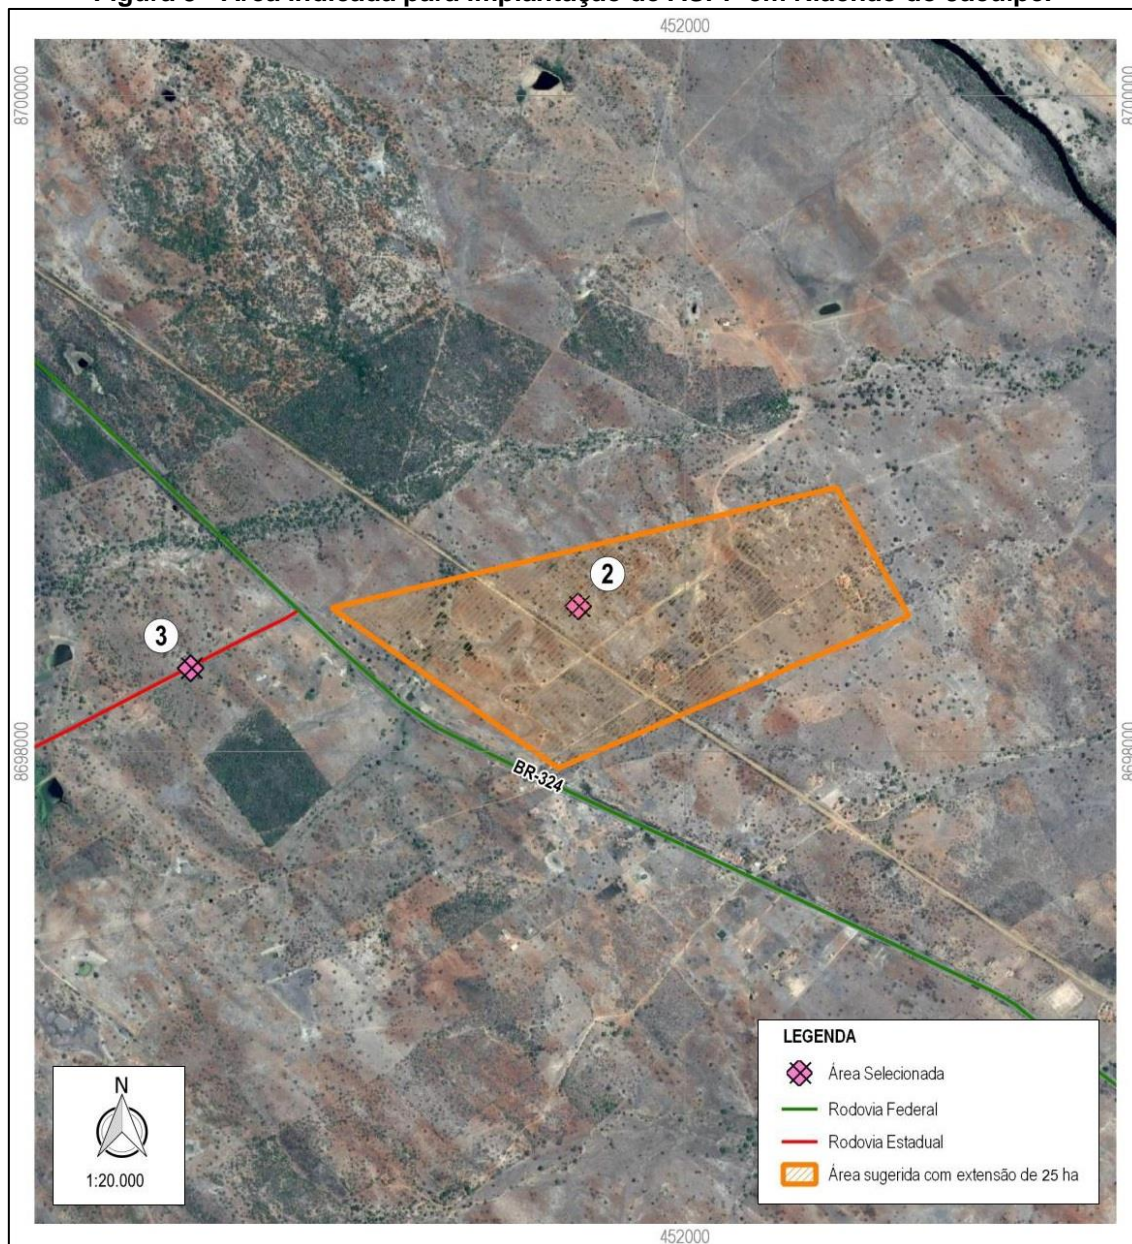 452000
8700000
8700000
2
3
8698000
8698000
BR-324
LEGENDA
Área Selecionada
Rodovia Federal
Rodovia Estadual
Área sugerida com extensão de 25 ha
N
1:20.000
452000